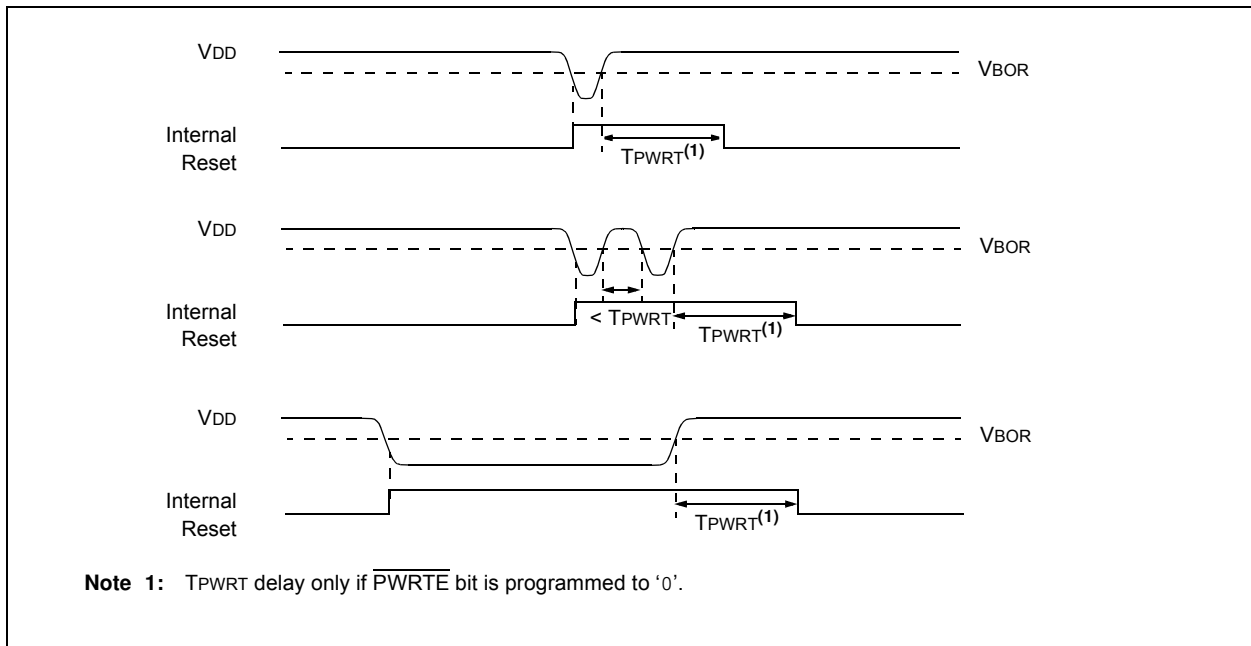 VDD
VBOR
Internal
Reset
TPWRT(1)
VDD
VBOR
Internal
Reset
< TPWRT
TPWRT(1)
VDD
VBOR
Internal
Reset
TPWRT(1)
Note 1: TPWRT delay only if PWRTE bit is programmed to ‘0’.